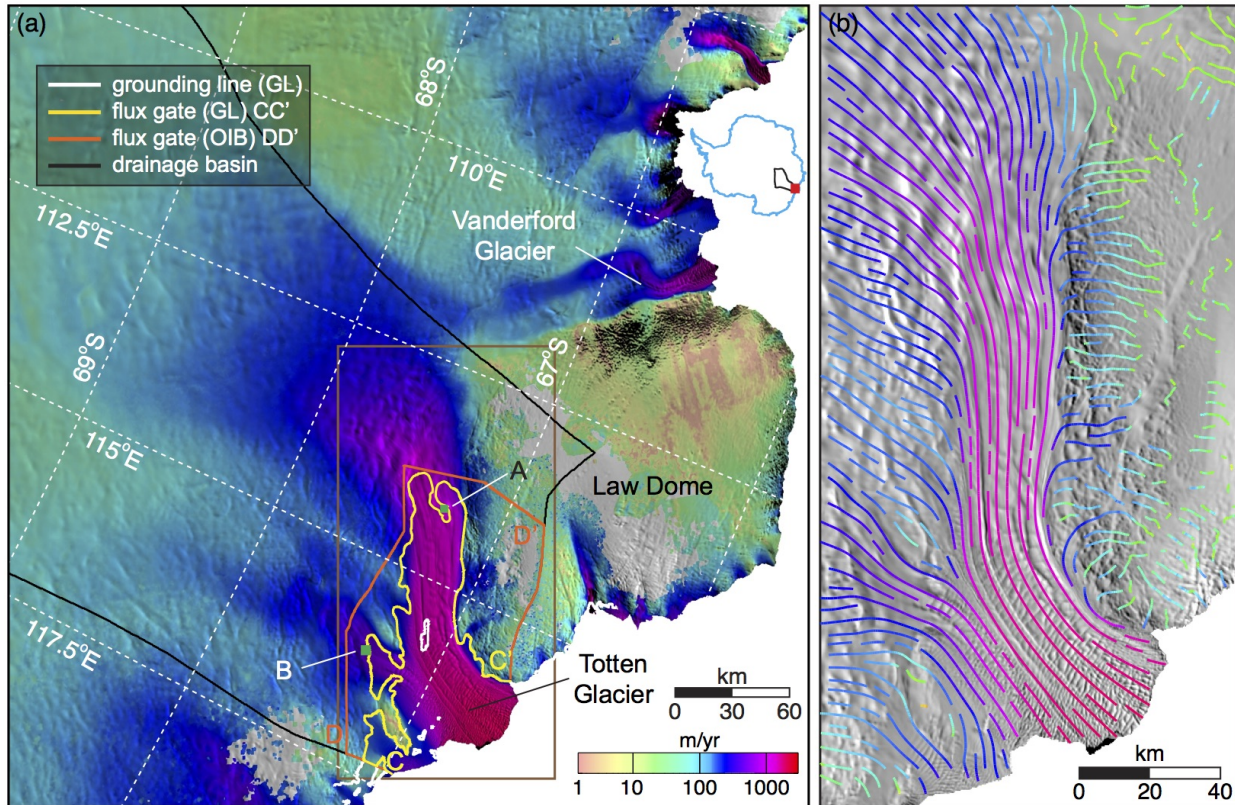 (a)
grounding line (GL)
flux gate (GL) CC'
flux gate (OIB) DD'
drainage basin
68°S
110°E
112.5°E
Vanderford
Glacier
69°S
67°S
115°E
A
Law Dome
D'
117.5°E
B
C'
Totten
Glacier
D
C
km
0 30 60
m/yr
1 10 100 1000
(b)
km
0 20 40